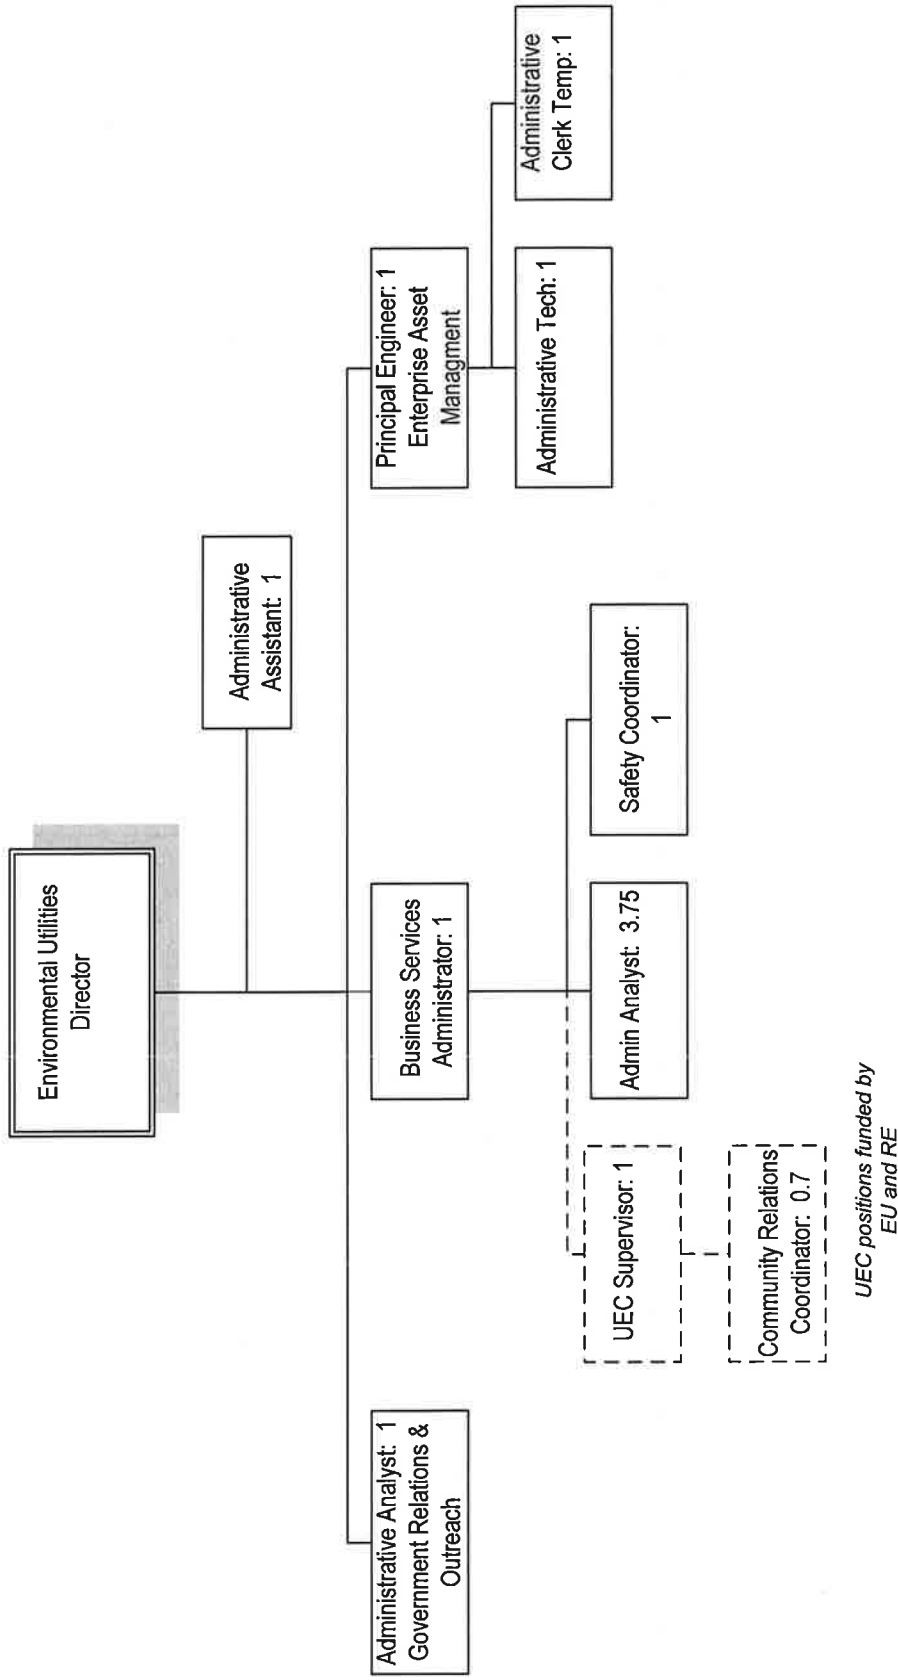 Environmental Utilities
Director
Administrative
Assistant: 1
Administrative Analyst: 1
Government Relations &
Outreach
Business Services
Administrator: 1
Principal Engineer: 1
Enterprise Asset
Managment
UEC Supervisor: 1
Admin Analyst: 3.75
Safety Coordinator:
1
Administrative Tech: 1
Administrative
Clerk Temp: 1
Community Relations
Coordinator: 0.7
UEC positions funded by
EU and RE